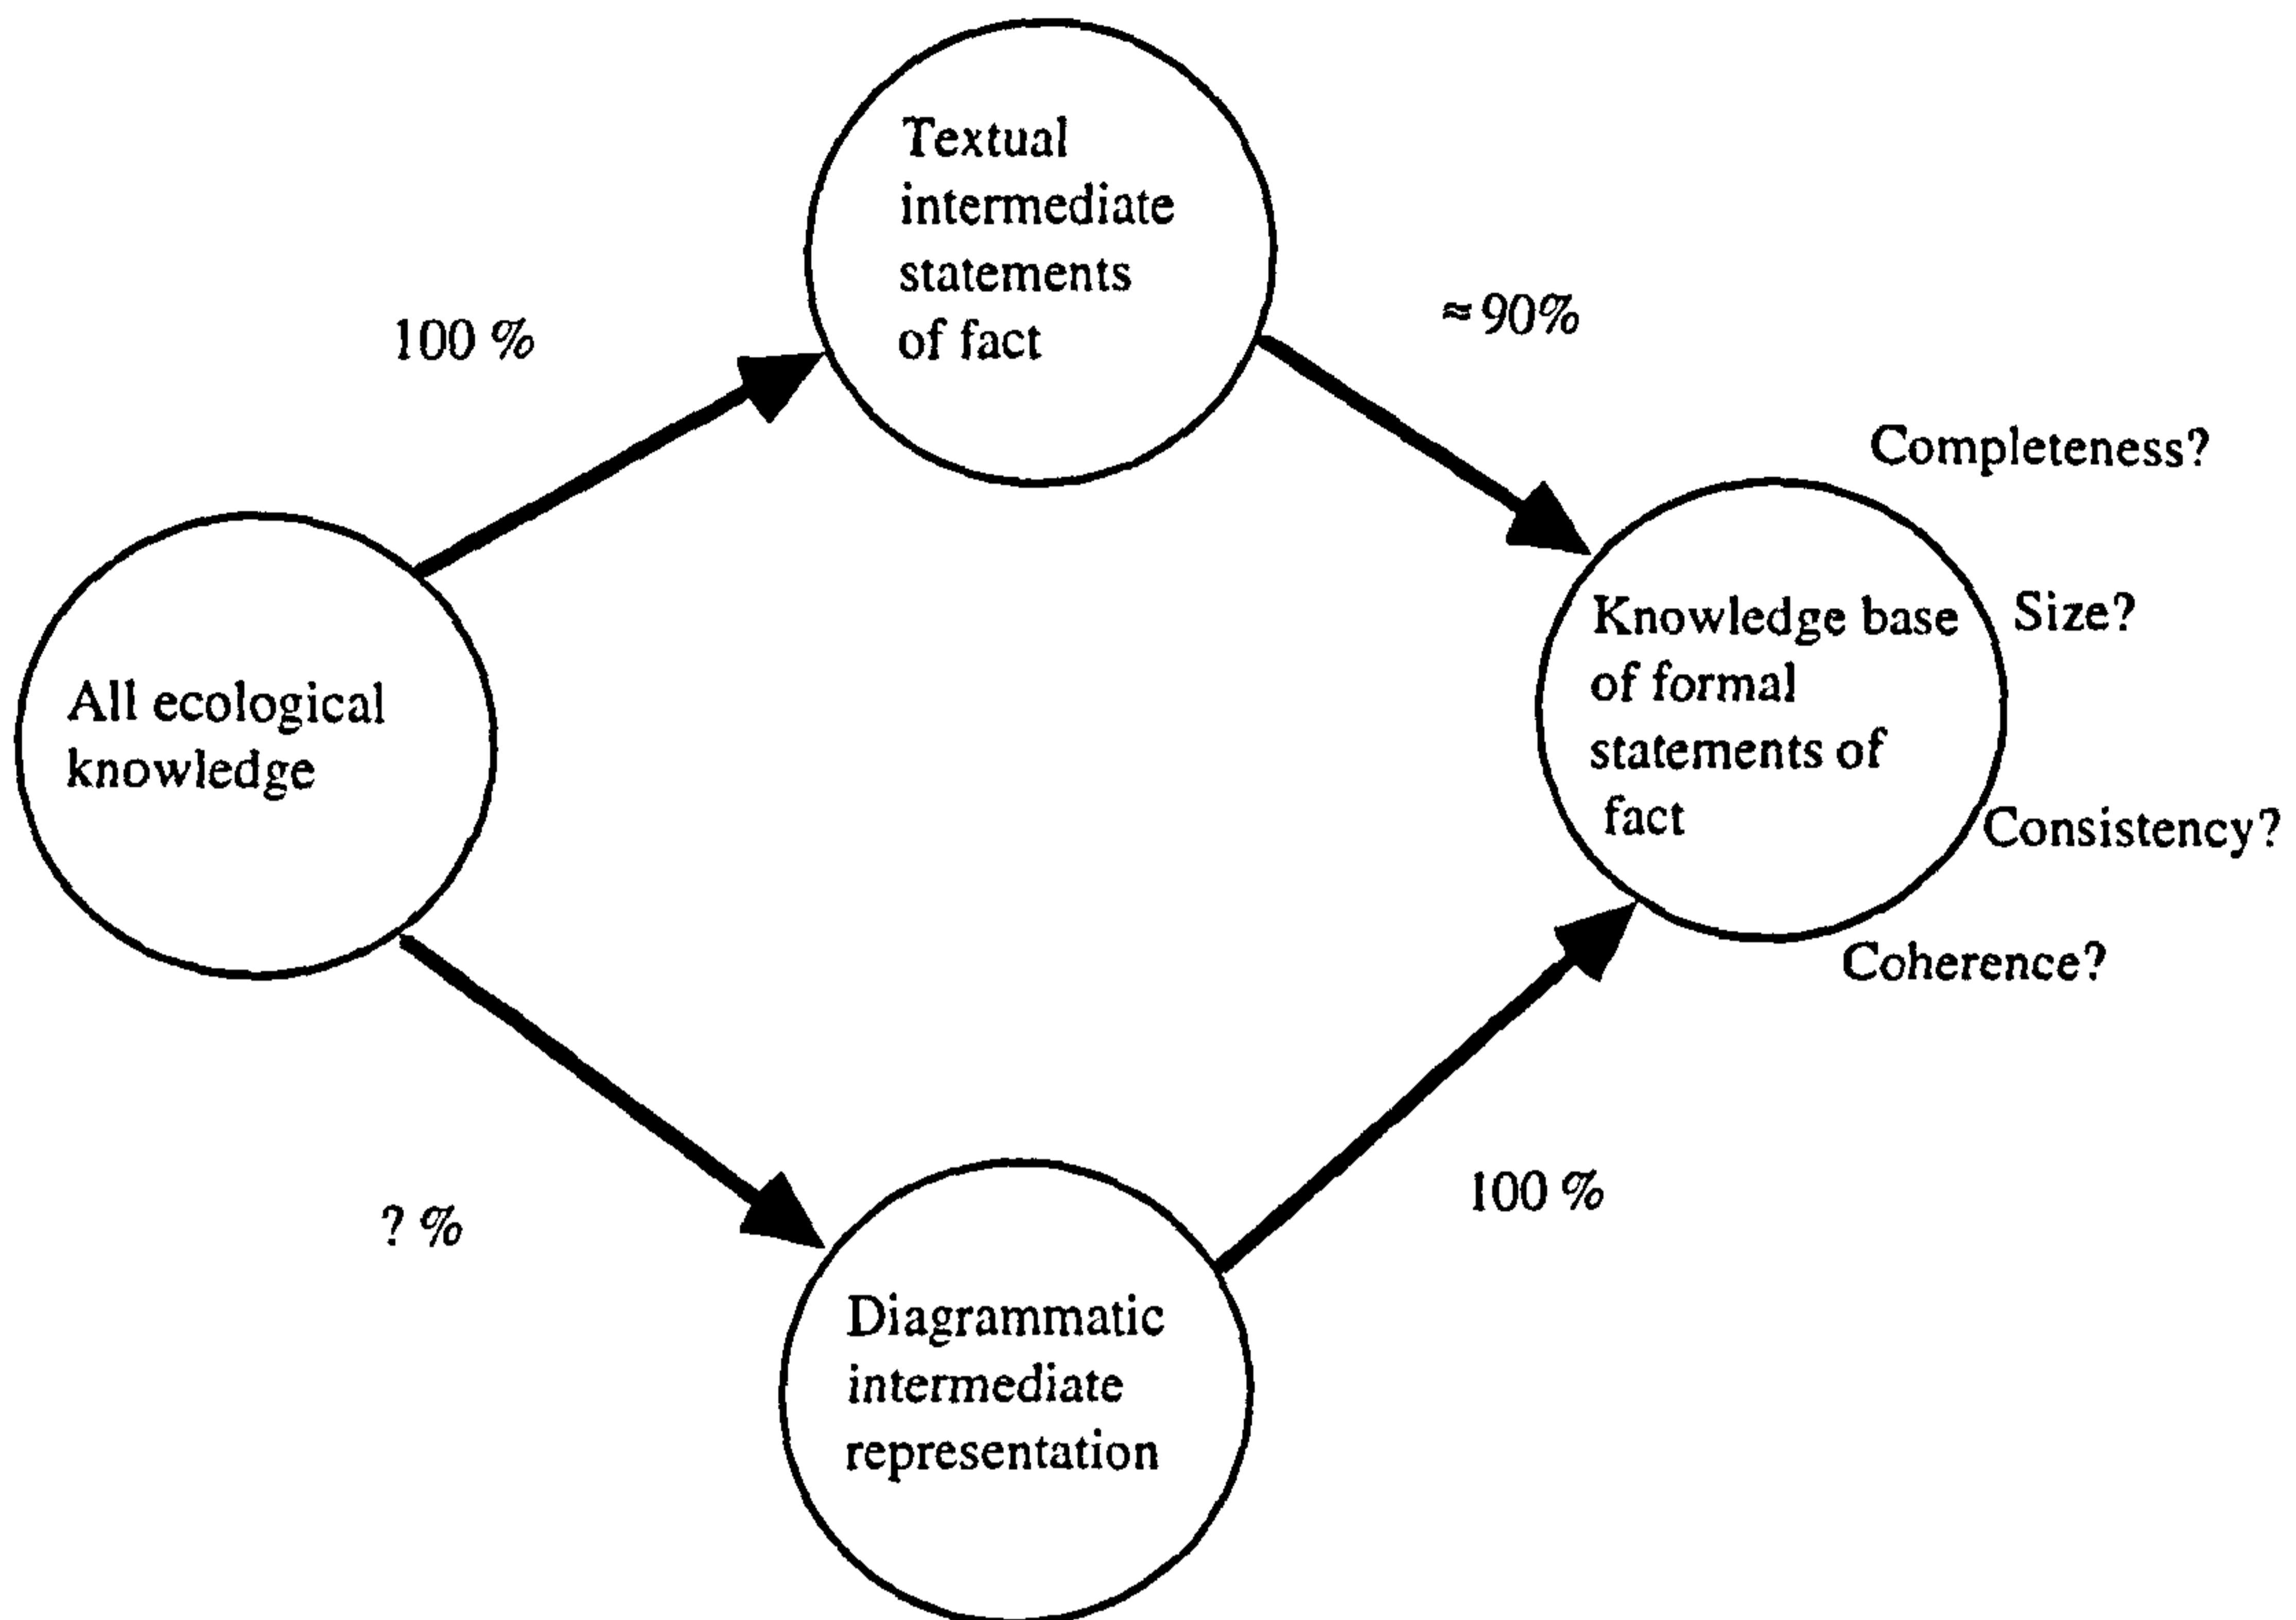 Textual
intermediate
statements
of fact
100 %
≈ 90%
Completeness?
Knowledge base
of formal
statements of
fact
Size?
Consistency?
Coherence?
All ecological
knowledge
? %
100 %
Diagrammatic
intermediate
representation